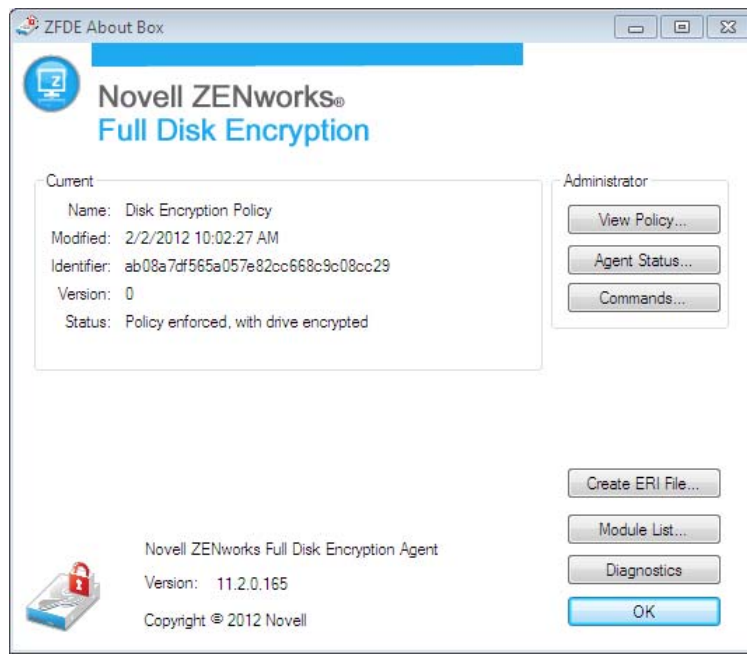 ZFDE About Box
Z
Novell ZENworks®
Full Disk Encryption
Current
Name: Disk Encryption Policy
Modified: 2/2/2012 10:02:27 AM
Identifier: ab08a7df565a057e82cc668c9c08cc29
Version: 0
Status: Policy enforced, with drive encrypted
Administrator
View Policy...
Agent Status...
Commands...
Create ERI File...
Module List...
Diagnostics
OK
Novell ZENworks Full Disk Encryption Agent
Version: 11.2.0.165
Copyright © 2012 Novell